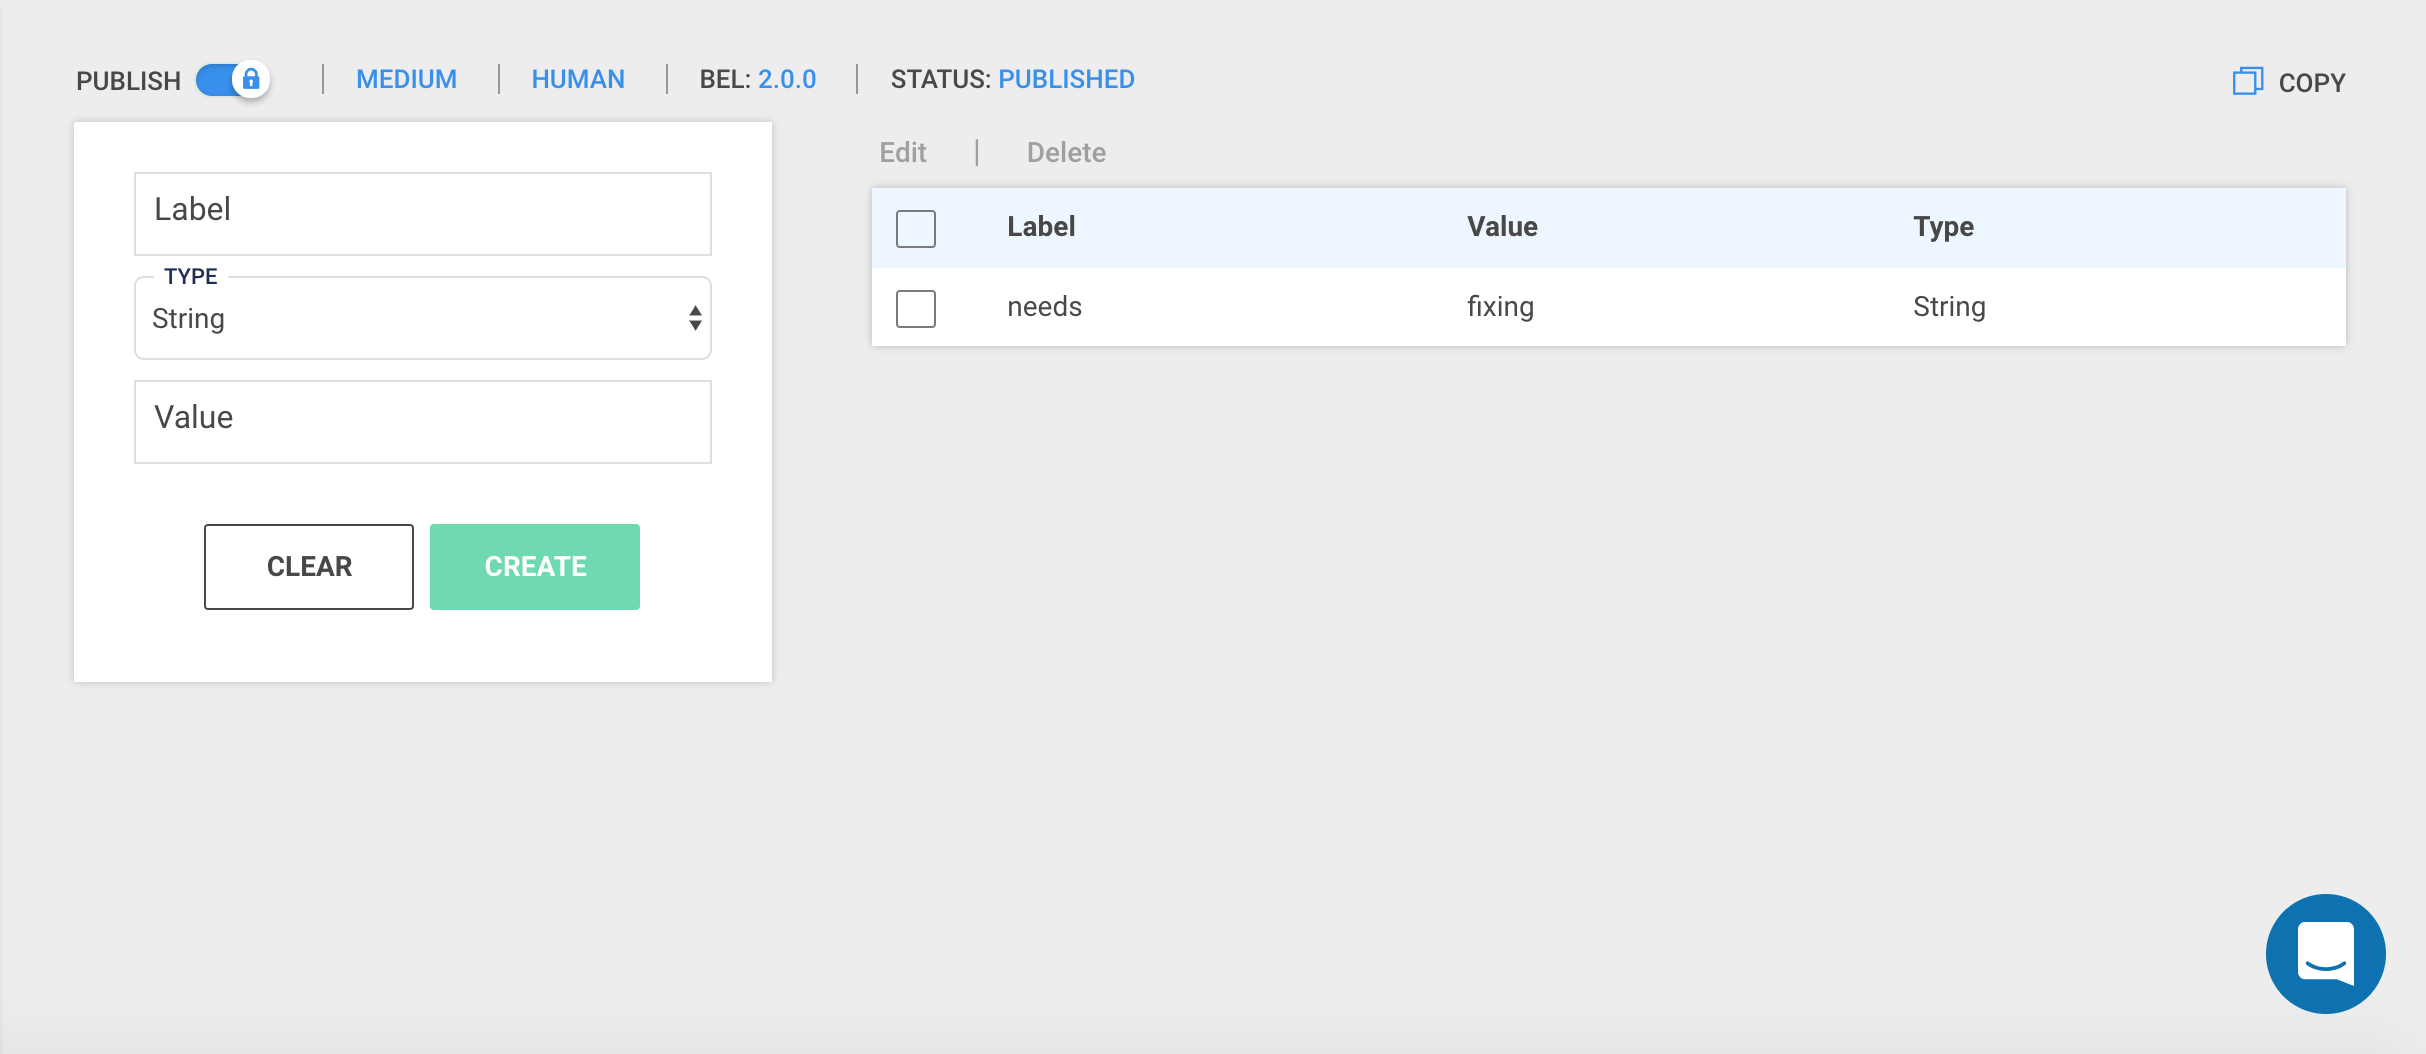 PUBLISH | MEDIUM | HUMAN | BEL: 2.0.0 | STATUS: PUBLISHED
COPY
Label
TYPE
String
Value
CLEAR CREATE
Edit | Delete
Label Value Type
needs fixing String